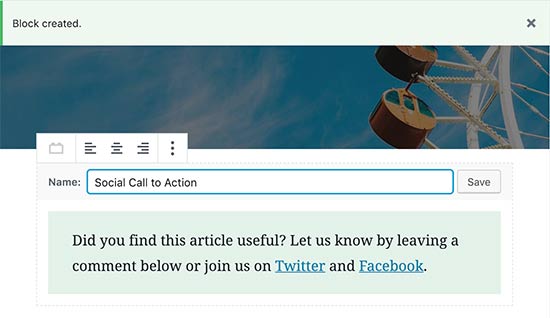 Block created.
Name: Social Call to Action Save
Did you find this article useful? Let us know by leaving a
comment below or join us on Twitter and Facebook.